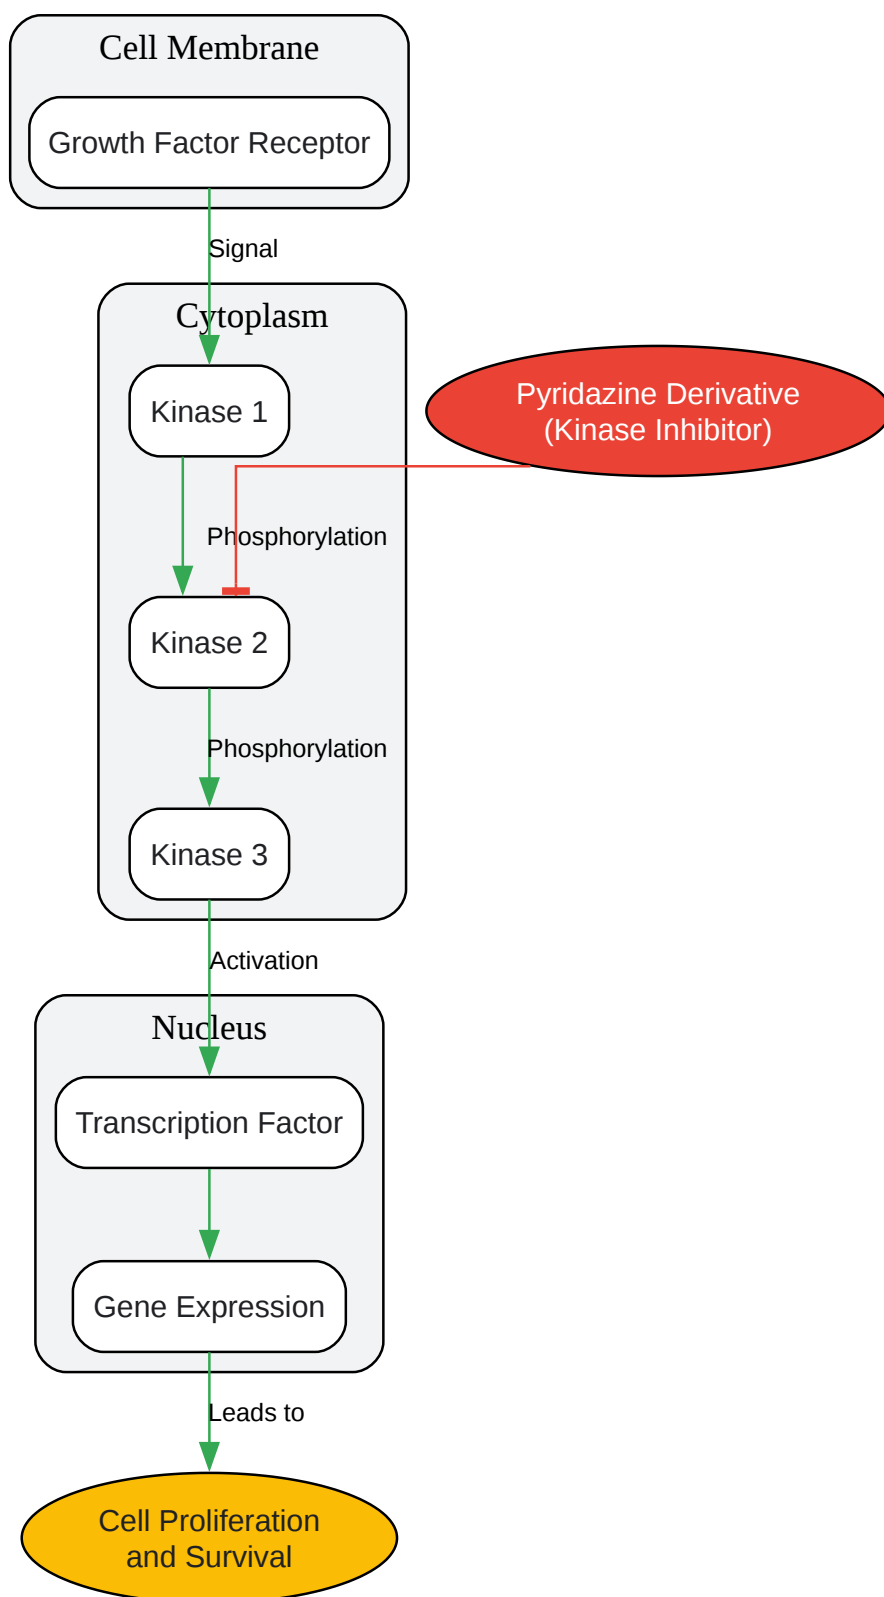 Cell Membrane
Growth Factor Receptor
Signal
Cytoplasm
Kinase 1
Pyridazine Derivative
(Kinase Inhibitor)
Phosphorylation
Kinase 2
Phosphorylation
Kinase 3
Activation
Nucleus
Transcription Factor
Gene Expression
Leads to
Cell Proliferation
and Survival